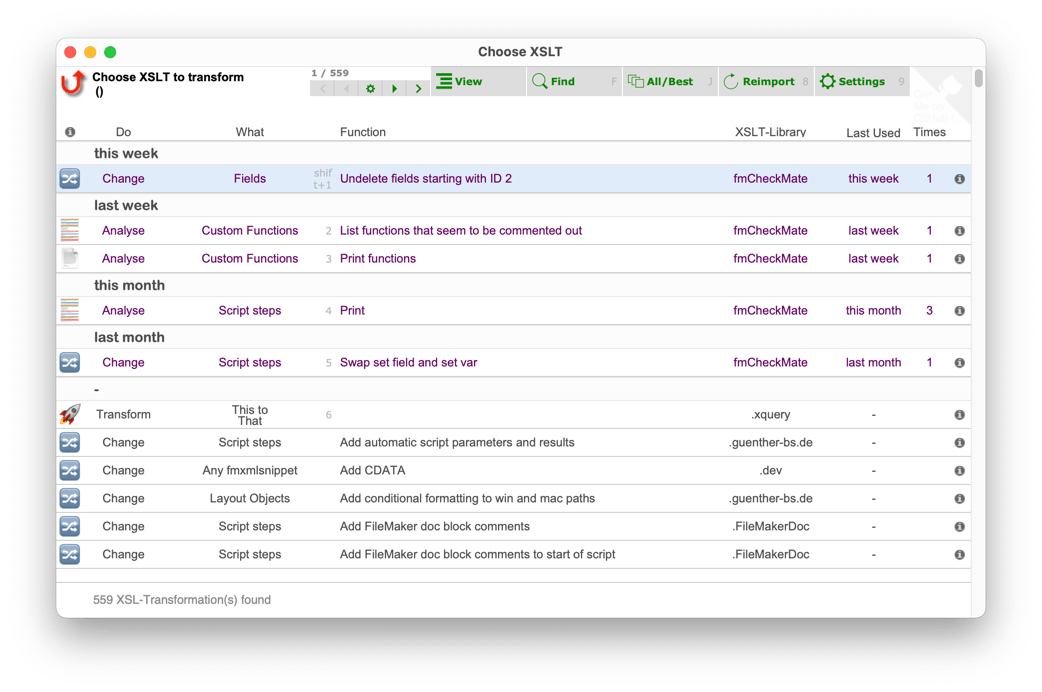 Choose XSLT
Choose XSLT to transform
()
1 / 559
View
Find F
All/Best J
Reimport 8
Settings 9
Do What Function XSLT-Library Last Used Times
this week
Change Fields shif t+1 Undelete fields starting with ID 2 fmCheckMate this week 1
last week
Analyse Custom Functions 2 List functions that seem to be commented out fmCheckMate last week 1
Analyse Custom Functions 3 Print functions fmCheckMate last week 1
this month
Analyse Script steps 4 Print fmCheckMate this month 3
last month
Change Script steps 5 Swap set field and set var fmCheckMate last month 1
-
Transform This to That 6 .xquery -
Change Script steps Add automatic script parameters and results .guenther-bs.de -
Change Any fmxmlsnippet Add CDATA .dev -
Change Layout Objects Add conditional formatting to win and mac paths .guenther-bs.de -
Change Script steps Add FileMaker doc block comments .FileMakerDoc -
Change Script steps Add FileMaker doc block comments to start of script .FileMakerDoc -
559 XSL-Transformation(s) found